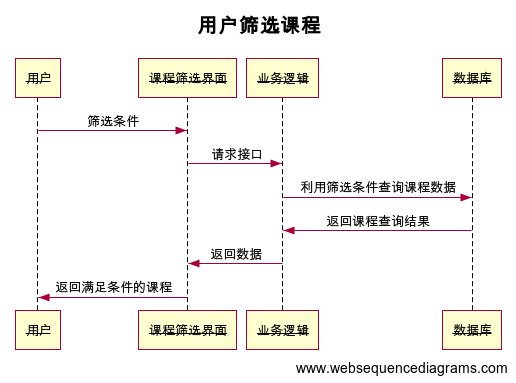 用户筛选课程
用户 课程筛选界面 业务逻辑 数据库
筛选条件
请求接口
利用筛选条件查询课程数据
返回课程查询结果
返回数据
返回满足条件的课程
用户 课程筛选界面 业务逻辑 数据库
www.websequencediagrams.com